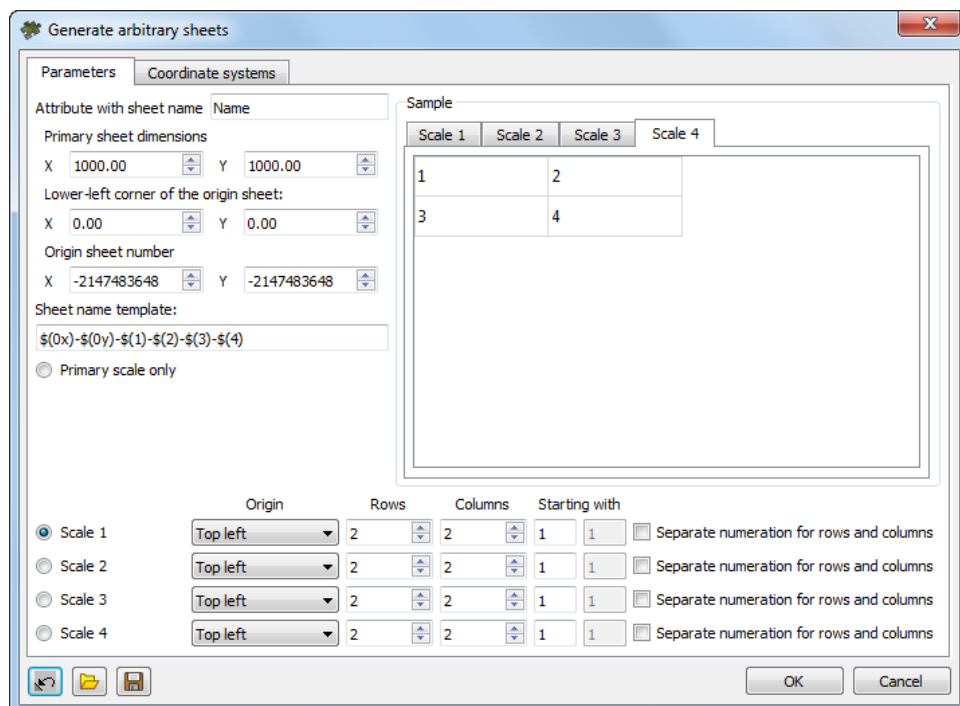 Generate arbitrary sheets
Parameters Coordinate systems
Attribute with sheet name Name
Primary sheet dimensions
X 1000.00 Y 1000.00
Lower-left corner of the origin sheet:
X 0.00 Y 0.00
Origin sheet number
X -2147483648 Y -2147483648
Sheet name template:
$(0x)-$(0y)-$(1)-$(2)-$(3)-$(4)
Primary scale only
Sample
Scale 1 Scale 2 Scale 3 Scale 4
1 2
3 4
Origin Rows Columns Starting with
Scale 1 Top left 2 2 1 1 Separate numeration for rows and columns
Scale 2 Top left 2 2 1 1 Separate numeration for rows and columns
Scale 3 Top left 2 2 1 1 Separate numeration for rows and columns
Scale 4 Top left 2 2 1 1 Separate numeration for rows and columns
OK Cancel